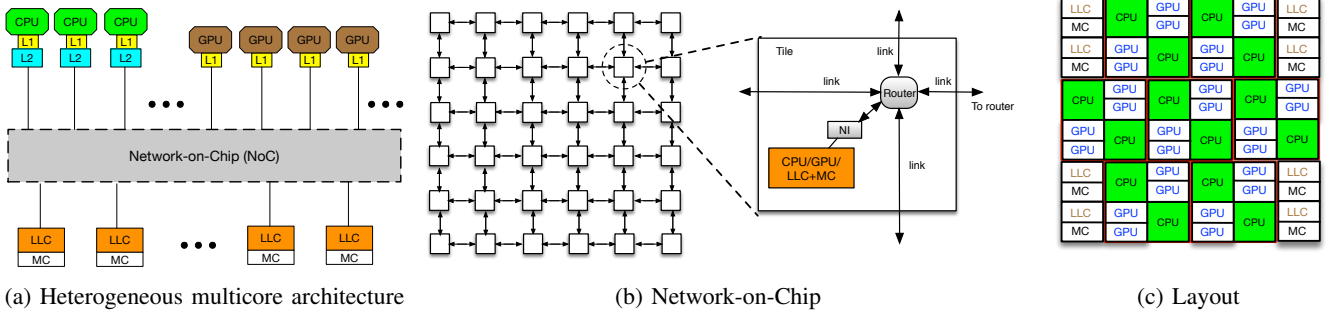 CPU CPU CPU GPU GPU GPU GPU
L1 L1 L1 L1 L1 L1 L1
L2 L2 L2
Network-on-Chip (NoC)
LLC LLC LLC LLC
MC MC MC MC
(a) Heterogeneous multicore architecture
Tile
link
link
link
Router
To router
NI
CPU/GPU/
LLC+MC
link
(b) Network-on-Chip
LLC CPU GPU CPU GPU LLC
MC GPU GPU MC
LLC GPU CPU GPU CPU LLC
MC GPU GPU MC
CPU GPU CPU GPU CPU GPU
GPU GPU GPU
GPU CPU GPU CPU GPU CPU
GPU GPU GPU
LLC CPU GPU CPU GPU LLC
MC GPU GPU MC
LLC GPU CPU GPU CPU LLC
MC GPU GPU MC
(c) Layout